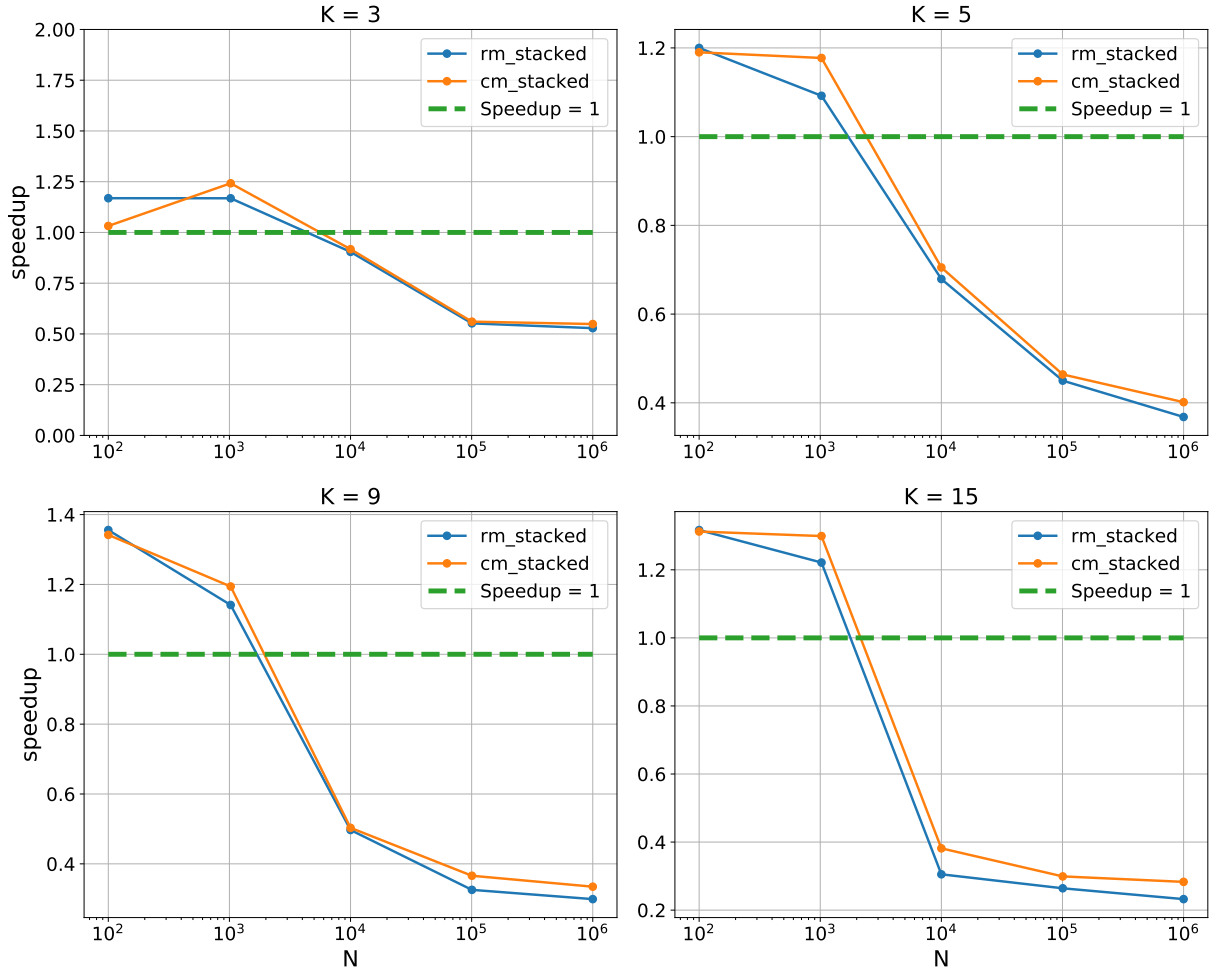 K = 3
2.00
1.75
1.50
1.25
1.00
0.75
0.50
0.25
0.00
speedup
rm_stacked
cm_stacked
Speedup = 1
10² 10³ 10⁴ 10⁵ 10⁶
K = 5
1.2
1.0
0.8
0.6
0.4
rm_stacked
cm_stacked
Speedup = 1
10² 10³ 10⁴ 10⁵ 10⁶
K = 9
1.4
1.2
1.0
0.8
0.6
0.4
speedup
rm_stacked
cm_stacked
Speedup = 1
10² 10³ 10⁴ 10⁵ 10⁶
N
K = 15
1.2
1.0
0.8
0.6
0.4
0.2
rm_stacked
cm_stacked
Speedup = 1
10² 10³ 10⁴ 10⁵ 10⁶
N